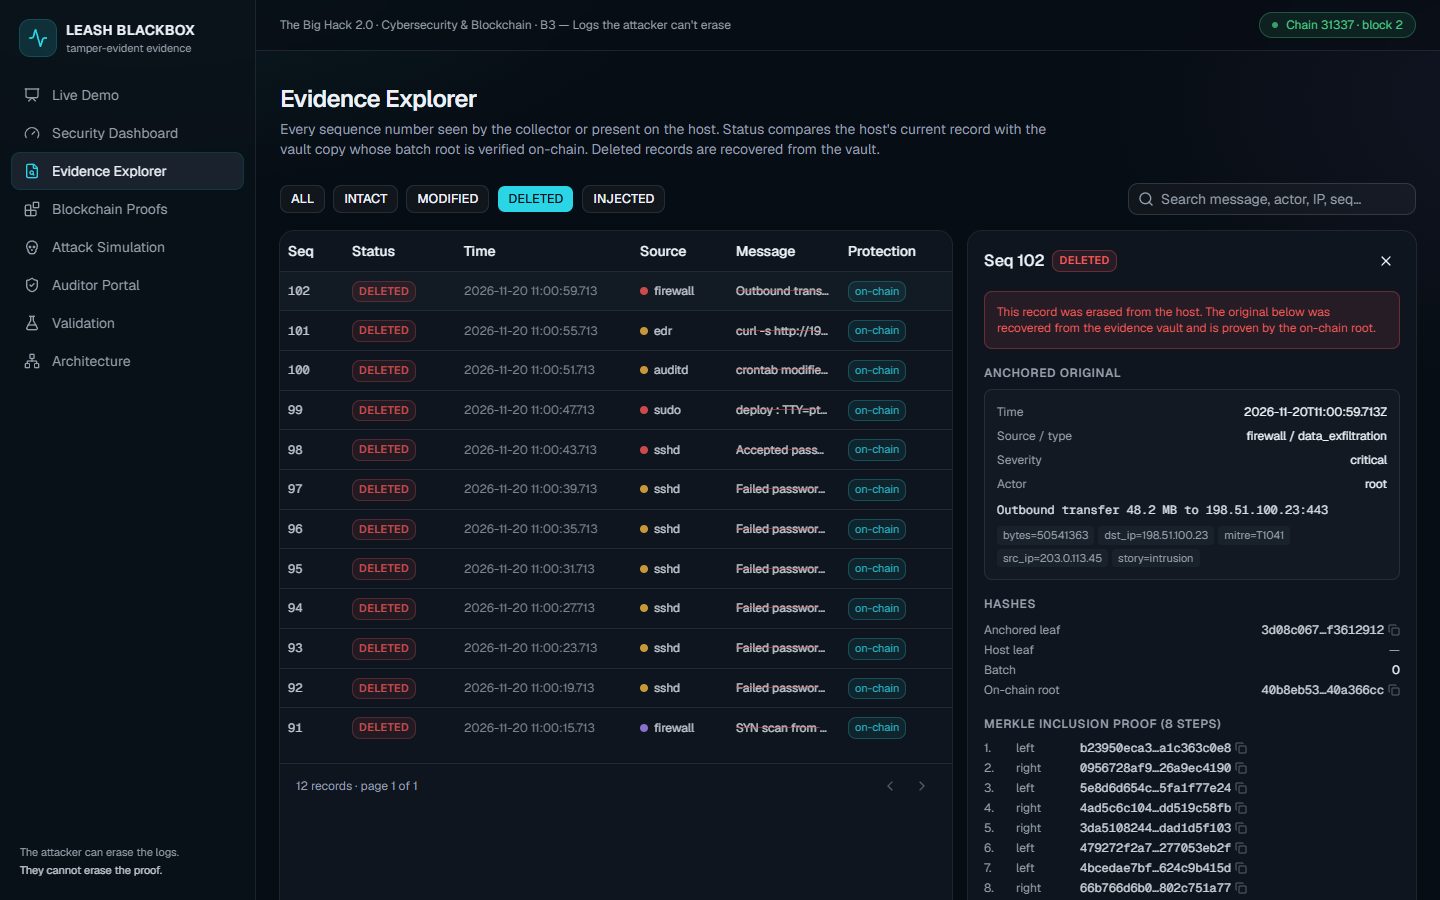 LEASH BLACKBOX
tamper-evident evidence
The Big Hack 2.0 · Cybersecurity & Blockchain · B3 — Logs the attacker can't erase
Chain 31337 · block 2
Live Demo
Security Dashboard
Evidence Explorer
Blockchain Proofs
Attack Simulation
Auditor Portal
Validation
Architecture
The attacker can erase the logs.
They cannot erase the proof.
Evidence Explorer
Every sequence number seen by the collector or present on the host. Status compares the host's current record with the
vault copy whose batch root is verified on-chain. Deleted records are recovered from the vault.
ALL INTACT MODIFIED DELETED INJECTED
Search message, actor, IP, seq…
Seq Status Time Source Message Protection
102 DELETED 2026-11-20 11:00:59.713 firewall Outbound trans… on-chain
101 DELETED 2026-11-20 11:00:55.713 edr curl -s http://19… on-chain
100 DELETED 2026-11-20 11:00:51.713 auditd crontab modifie… on-chain
99 DELETED 2026-11-20 11:00:47.713 sudo deploy : TTY=pt… on-chain
98 DELETED 2026-11-20 11:00:43.713 sshd Accepted pass… on-chain
97 DELETED 2026-11-20 11:00:39.713 sshd Failed passwor… on-chain
96 DELETED 2026-11-20 11:00:35.713 sshd Failed passwor… on-chain
95 DELETED 2026-11-20 11:00:31.713 sshd Failed passwor… on-chain
94 DELETED 2026-11-20 11:00:27.713 sshd Failed passwor… on-chain
93 DELETED 2026-11-20 11:00:23.713 sshd Failed passwor… on-chain
92 DELETED 2026-11-20 11:00:19.713 sshd Failed passwor… on-chain
91 DELETED 2026-11-20 11:00:15.713 firewall SYN scan from … on-chain
12 records · page 1 of 1
Seq 102 DELETED
This record was erased from the host. The original below was
recovered from the evidence vault and is proven by the on-chain root.
ANCHORED ORIGINAL
Time 2026-11-20T11:00:59.713Z
Source / type firewall / data_exfiltration
Severity critical
Actor root
Outbound transfer 48.2 MB to 198.51.100.23:443
bytes=50541363 dst_ip=198.51.100.23 mitre=T1041
src_ip=203.0.113.45 story=intrusion
HASHES
Anchored leaf 3d08c067…f3612912
Host leaf —
Batch 0
On-chain root 40b8eb53…40a366cc
MERKLE INCLUSION PROOF (8 STEPS)
1. left b23950eca3…a1c363c0e8
2. right 0956728af9…26a9ec4190
3. left 5e8d6d654c…5fa1f77e24
4. right 4ad5c6c104…dd519c58fb
5. right 3da5108244…dad1d5f103
6. left 479272f2a7…277053eb2f
7. left 4bcedae7bf…624c9b415d
8. right 66b766d6b0…802c751a77